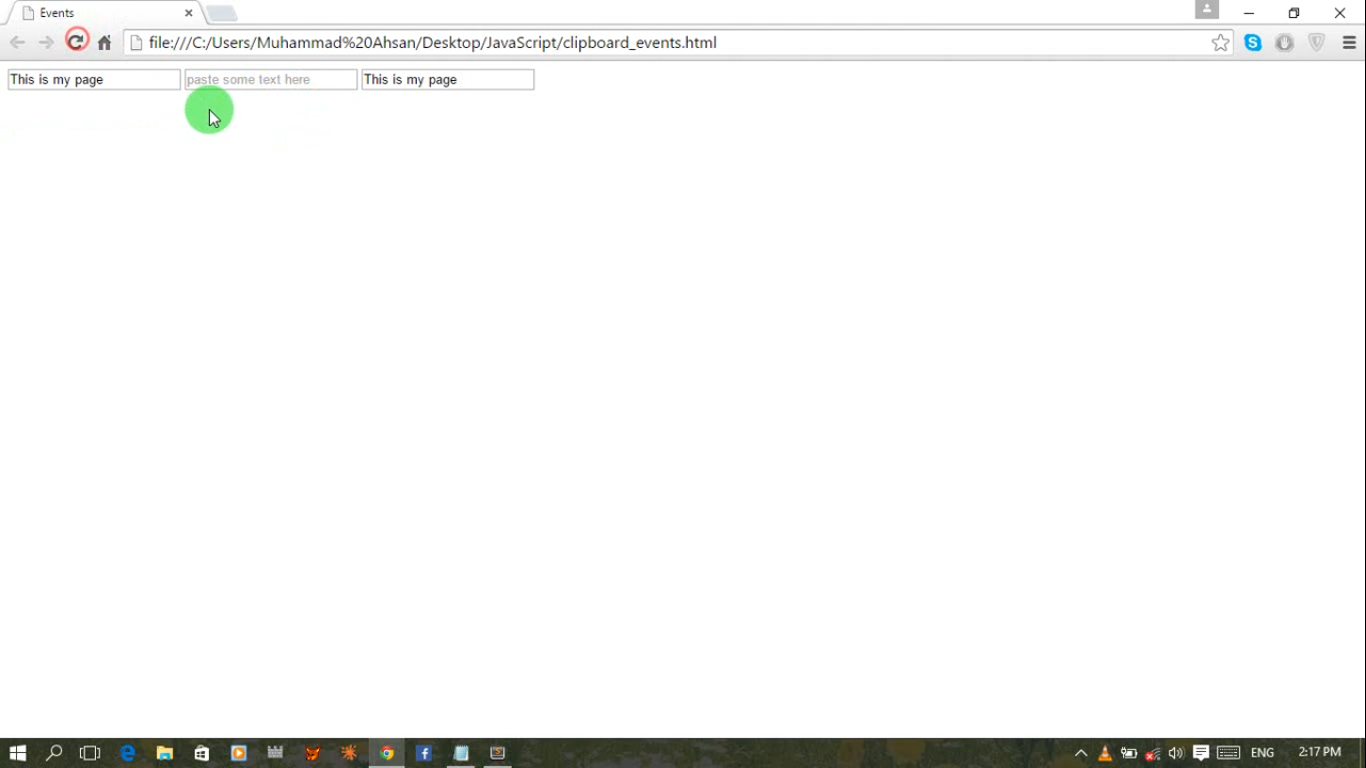 Events
file:///C:/Users/Muhammad%20Ahsan/Desktop/JavaScript/clipboard_events.html
This is my page paste some text here This is my page
ENG 2:17 PM